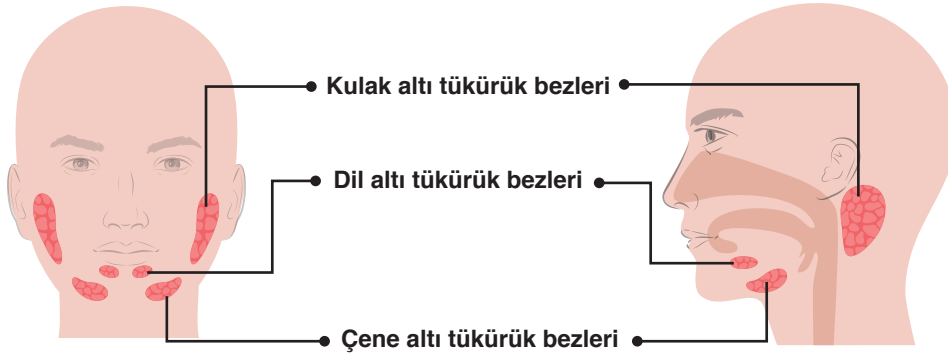 Kulak altı tükürük bezleri
Dil altı tükürük bezleri
Çene altı tükürük bezleri